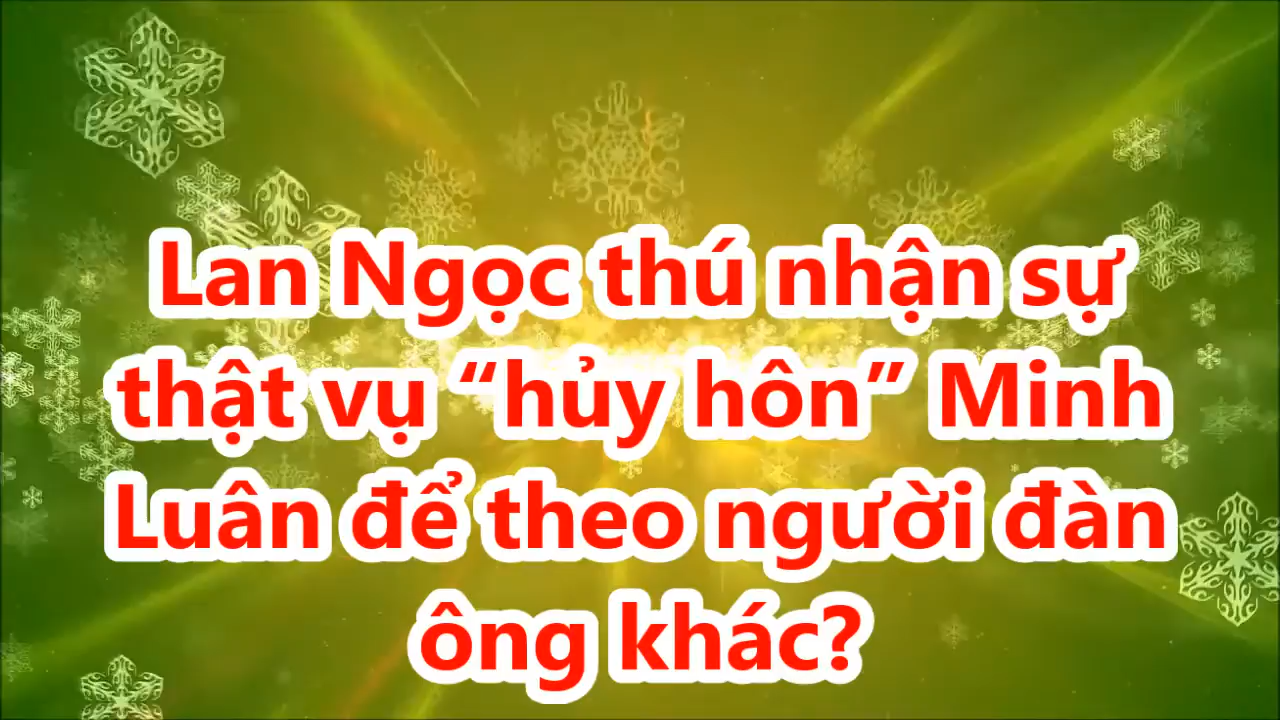 Lan Ngọc thú nhận sự
thật vụ “hủy hôn” Minh
Luân để theo người đàn
ông khác?